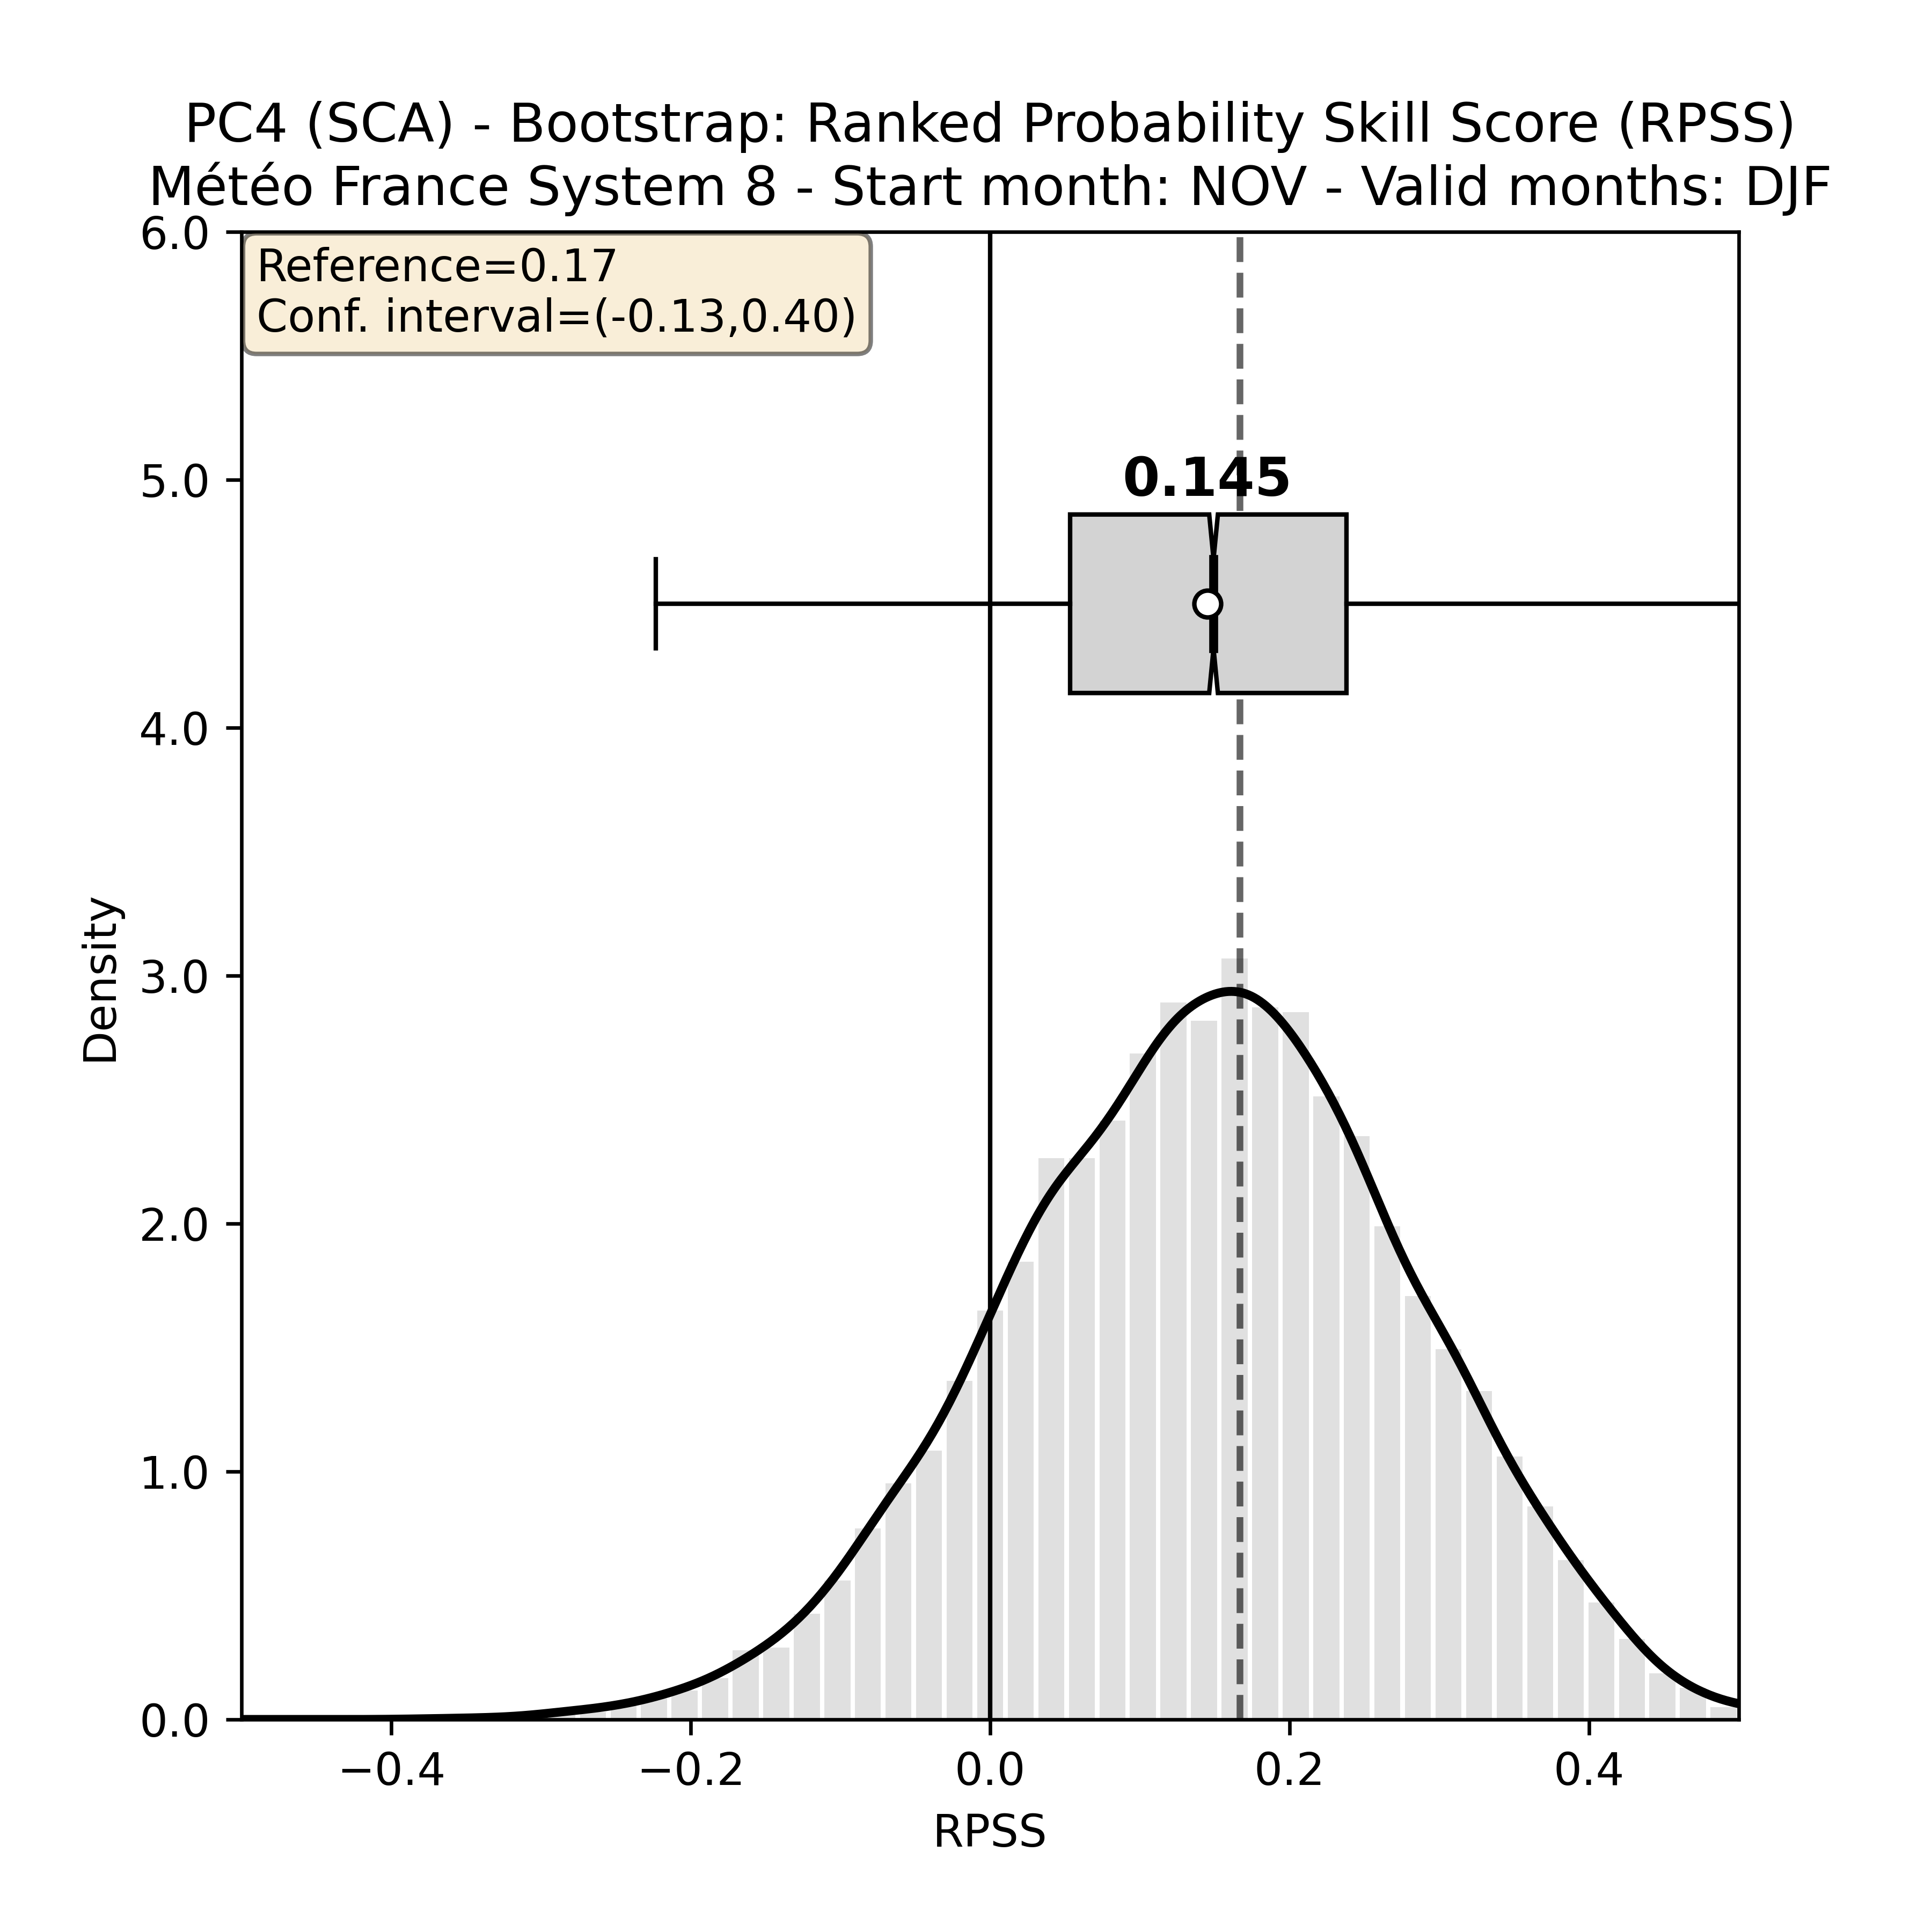 PC4 (SCA) - Bootstrap: Ranked Probability Skill Score (RPSS)
Météo France System 8 - Start month: NOV - Valid months: DJF
Reference=0.17
Conf. interval=(-0.13,0.40)
0.145
6.0
5.0
4.0
3.0
2.0
1.0
0.0
Density
−0.4
−0.2
0.0
0.2
0.4
RPSS